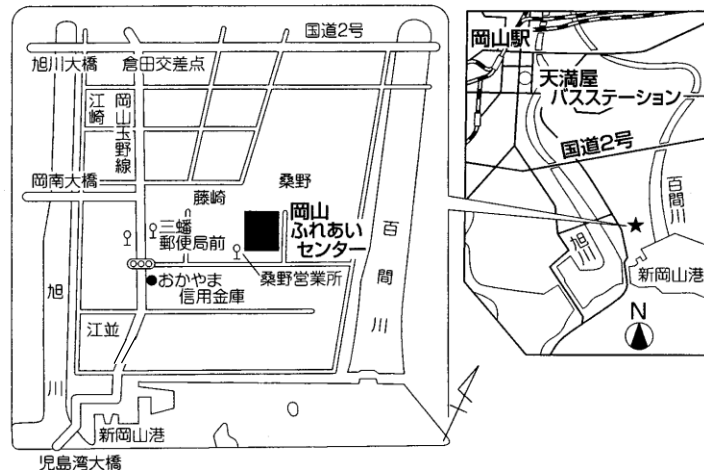 国道2号
旭川大橋
倉田交差点
江崎
岡山玉野線
岡南大橋
藤崎
桑野
三蟠
郵便局前
岡山
ふれあい
センター
百間川
桑野営業所
おかやま
信用金庫
旭川
江並
新岡山港
児島湾大橋
岡山駅
天満屋
バスステーション
国道2号
百間川
旭川
新岡山港
N